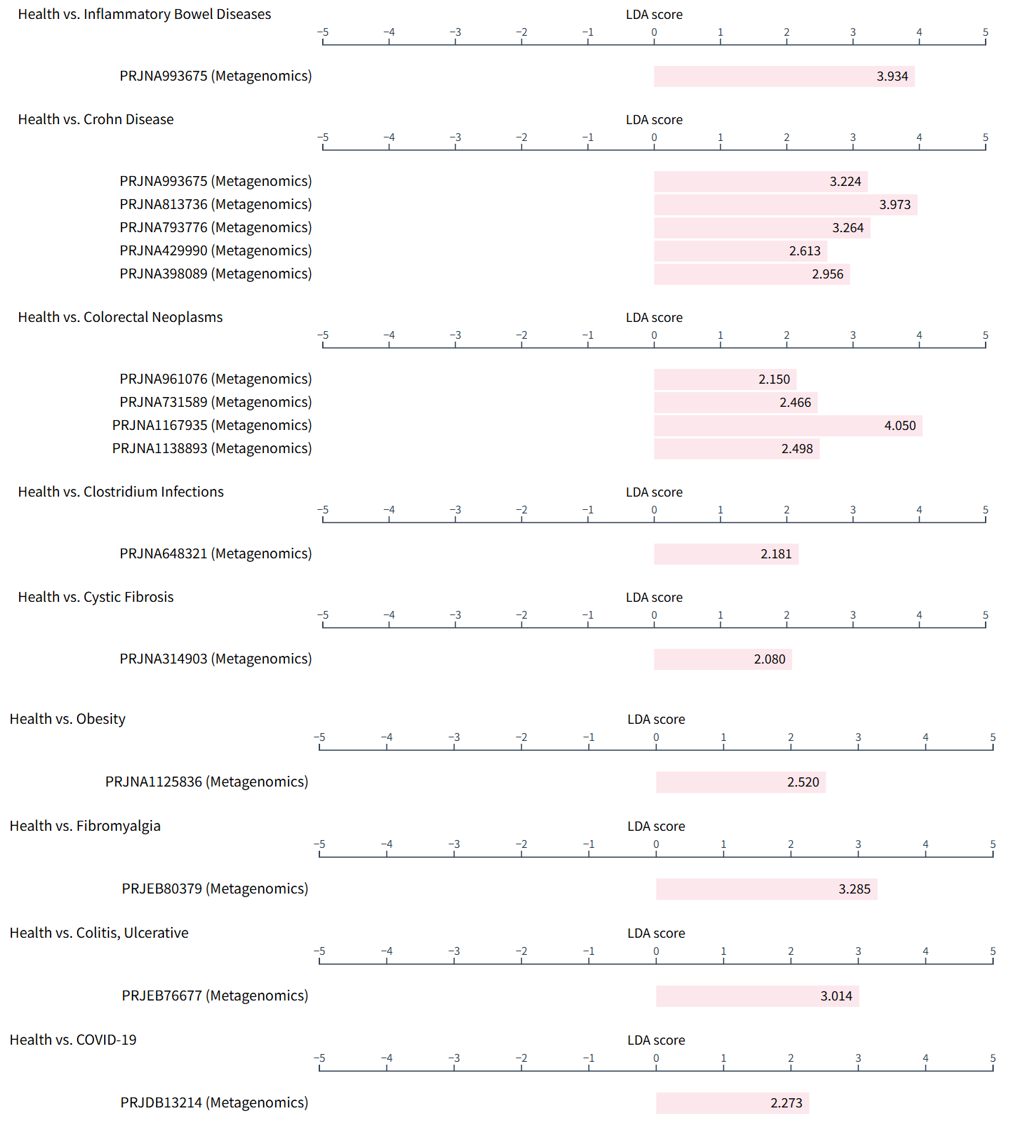 Health vs. Inflammatory Bowel Diseases
LDA score
−5 −4 −3 −2 −1 0 1 2 3 4 5
PRJNA993675 (Metagenomics) 3.934
Health vs. Crohn Disease
LDA score
−5 −4 −3 −2 −1 0 1 2 3 4 5
PRJNA993675 (Metagenomics) 3.224
PRJNA813736 (Metagenomics) 3.973
PRJNA793776 (Metagenomics) 3.264
PRJNA429990 (Metagenomics) 2.613
PRJNA398089 (Metagenomics) 2.956
Health vs. Colorectal Neoplasms
LDA score
−5 −4 −3 −2 −1 0 1 2 3 4 5
PRJNA961076 (Metagenomics) 2.150
PRJNA731589 (Metagenomics) 2.466
PRJNA1167935 (Metagenomics) 4.050
PRJNA1138893 (Metagenomics) 2.498
Health vs. Clostridium Infections
LDA score
−5 −4 −3 −2 −1 0 1 2 3 4 5
PRJNA648321 (Metagenomics) 2.181
Health vs. Cystic Fibrosis
LDA score
−5 −4 −3 −2 −1 0 1 2 3 4 5
PRJNA314903 (Metagenomics) 2.080
Health vs. Obesity
LDA score
−5 −4 −3 −2 −1 0 1 2 3 4 5
PRJNA1125836 (Metagenomics) 2.520
Health vs. Fibromyalgia
LDA score
−5 −4 −3 −2 −1 0 1 2 3 4 5
PRJEB80379 (Metagenomics) 3.285
Health vs. Colitis, Ulcerative
LDA score
−5 −4 −3 −2 −1 0 1 2 3 4 5
PRJEB76677 (Metagenomics) 3.014
Health vs. COVID-19
LDA score
−5 −4 −3 −2 −1 0 1 2 3 4 5
PRJDB13214 (Metagenomics) 2.273